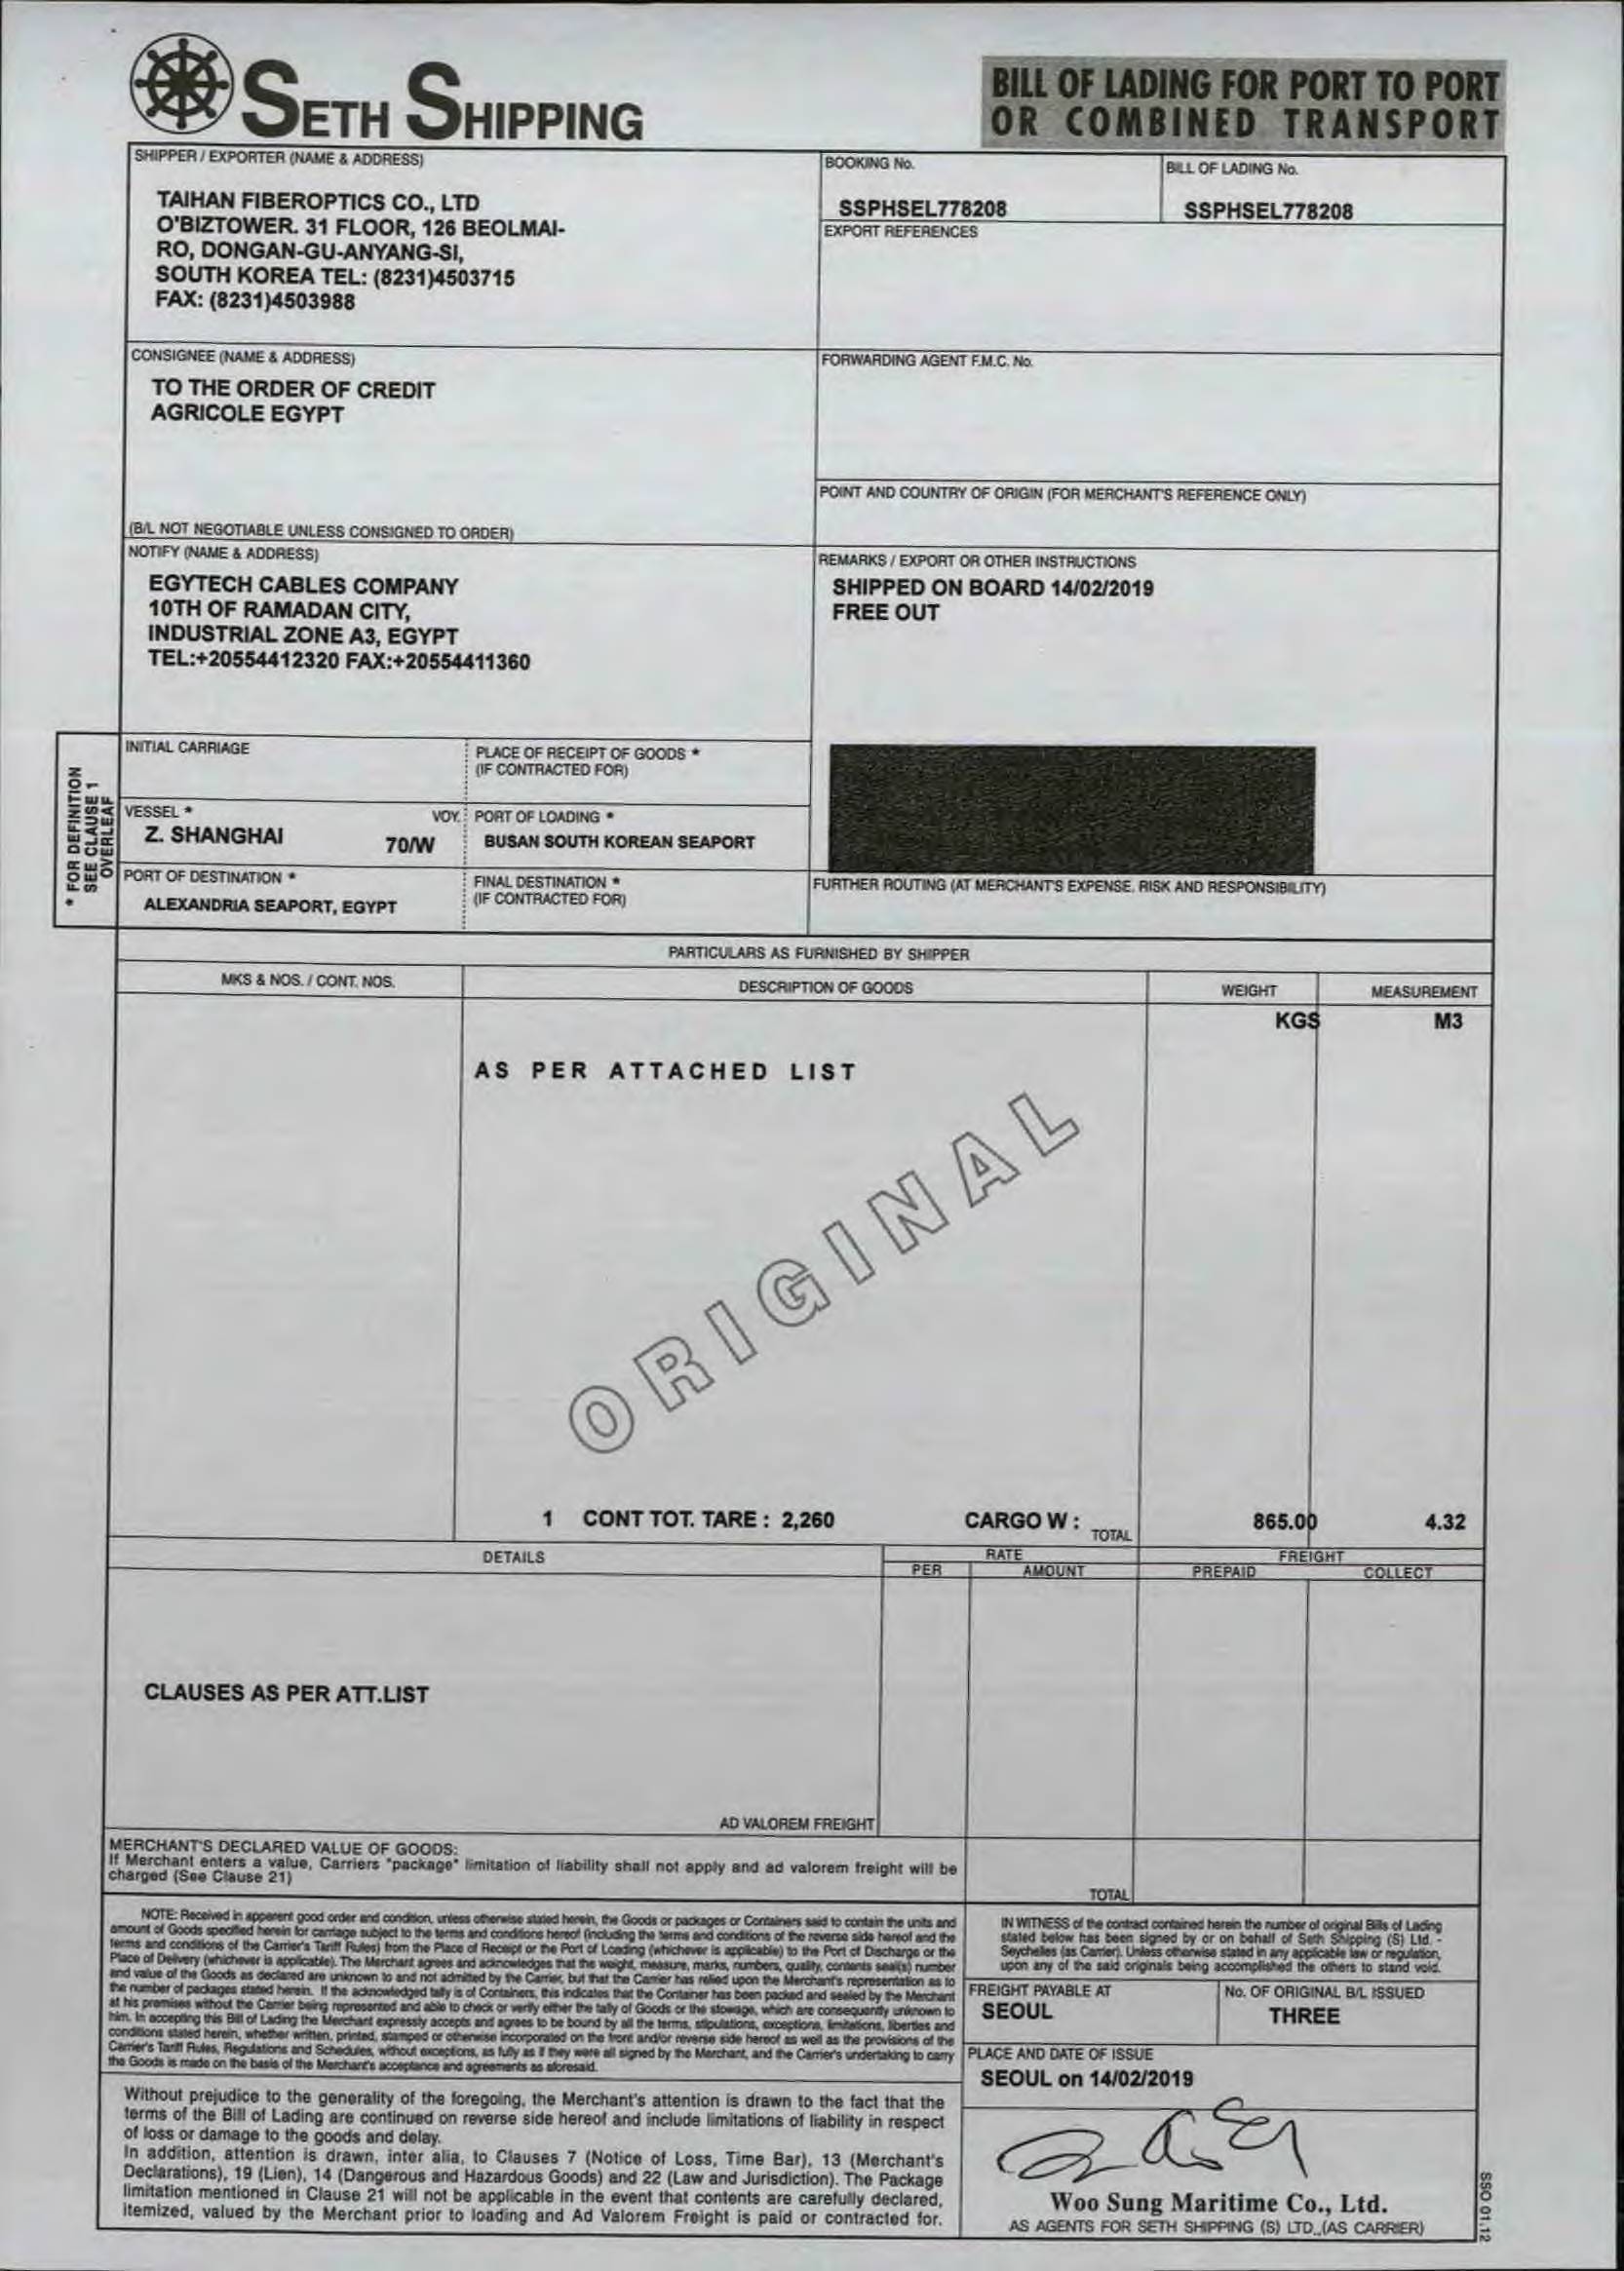 SETH SHIPPING
BILL OF LADING FOR PORT TO PORT
OR COMBINED TRANSPORT
SHIPPER / EXPORTER (NAME & ADDRESS)
TAIHAN FIBEROPTICS CO., LTD
O'BIZTOWER. 31 FLOOR, 126 BEOLMAI-
RO, DONGAN-GU-ANYANG-SI,
SOUTH KOREA TEL: (8231)4503715
FAX: (8231)4503988
BOOKING No.
SSPHSEL778208
BILL OF LADING No.
SSPHSEL778208
EXPORT REFERENCES
CONSIGNEE (NAME & ADDRESS)
TO THE ORDER OF CREDIT
AGRICOLE EGYPT
(B/L NOT NEGOTIABLE UNLESS CONSIGNED TO ORDER)
FORWARDING AGENT F.M.C. No.
POINT AND COUNTRY OF ORIGIN (FOR MERCHANT'S REFERENCE ONLY)
NOTIFY (NAME & ADDRESS)
EGYTECH CABLES COMPANY
10TH OF RAMADAN CITY,
INDUSTRIAL ZONE A3, EGYPT
TEL:+20554412320 FAX:+20554411360
REMARKS / EXPORT OR OTHER INSTRUCTIONS
SHIPPED ON BOARD 14/02/2019
FREE OUT
* FOR DEFINITION
SEE CLAUSE 1
OVERLEAF
INITIAL CARRIAGE
PLACE OF RECEIPT OF GOODS *
(IF CONTRACTED FOR)
VESSEL * VOY.
Z. SHANGHAI 70/W
PORT OF LOADING *
BUSAN SOUTH KOREAN SEAPORT
PORT OF DESTINATION *
ALEXANDRIA SEAPORT, EGYPT
FINAL DESTINATION *
(IF CONTRACTED FOR)
FURTHER ROUTING (AT MERCHANT'S EXPENSE, RISK AND RESPONSIBILITY)
PARTICULARS AS FURNISHED BY SHIPPER
MKS & NOS. / CONT. NOS. DESCRIPTION OF GOODS WEIGHT MEASUREMENT
KGS M3
AS PER ATTACHED LIST
ORIGINAL
1 CONT TOT. TARE : 2,260 CARGO W : TOTAL 865.00 4.32
DETAILS RATE FREIGHT
PER AMOUNT PREPAID COLLECT
CLAUSES AS PER ATT.LIST
AD VALOREM FREIGHT
MERCHANT'S DECLARED VALUE OF GOODS:
If Merchant enters a value, Carriers "package" limitation of liability shall not apply and ad valorem freight will be
charged (See Clause 21)
TOTAL
NOTE: Received in apparent good order and condition, unless otherwise stated herein, the Goods or packages or Containers said to contain the units and
amount of Goods specified herein for carriage subject to the terms and conditions hereof (including the terms and conditions of the reverse side hereof and the
terms and conditions of the Carrier's Tariff Rules) from the Place of Receipt or the Port of Loading (whichever is applicable) to the Port of Discharge or the
Place of Delivery (whichever is applicable). The Merchant agrees and acknowledges that the weight, measure, marks, numbers, quality, contents seal(s) number
and value of the Goods as declared are unknown to and not admitted by the Carrier, but that the Carrier has relied upon the Merchant's representation as to
the number of packages stated herein. If the acknowledged tally is of Containers, this indicates that the Container has been packed and sealed by the Merchant
at his premises without the Carrier being represented and able to check or verify either the tally of Goods or the stowage, which are consequently unknown to
him. In accepting this Bill of Lading the Merchant expressly accepts and agrees to be bound by all the terms, stipulations, exceptions, limitations, liberties and
conditions stated herein, whether written, printed, stamped or otherwise incorporated on the front and/or reverse side hereof as well as the provisions of the
Carrier's Tariff Rules, Regulations and Schedules, without exceptions, as fully as if they were all signed by the Merchant, and the Carrier's undertaking to carry
the Goods is made on the basis of the Merchant's acceptance and agreements as aforesaid.
Without prejudice to the generality of the foregoing, the Merchant's attention is drawn to the fact that the
terms of the Bill of Lading are continued on reverse side hereof and include limitations of liability in respect
of loss or damage to the goods and delay.
In addition, attention is drawn, inter alia, to Clauses 7 (Notice of Loss, Time Bar), 13 (Merchant's
Declarations), 19 (Lien), 14 (Dangerous and Hazardous Goods) and 22 (Law and Jurisdiction). The Package
limitation mentioned in Clause 21 will not be applicable in the event that contents are carefully declared,
itemized, valued by the Merchant prior to loading and Ad Valorem Freight is paid or contracted for.
IN WITNESS of the contract contained herein the number of original Bills of Lading
stated below has been signed by or on behalf of Seth Shipping (S) Ltd. -
Seychelles (as Carrier). Unless otherwise stated in any applicable law or regulation,
upon any of the said originals being accomplished the others to stand void.
FREIGHT PAYABLE AT
SEOUL
No. OF ORIGINAL B/L ISSUED
THREE
PLACE AND DATE OF ISSUE
SEOUL on 14/02/2019
Woo Sung Maritime Co., Ltd.
AS AGENTS FOR SETH SHIPPING (S) LTD.,(AS CARRIER)
SSO 01.12